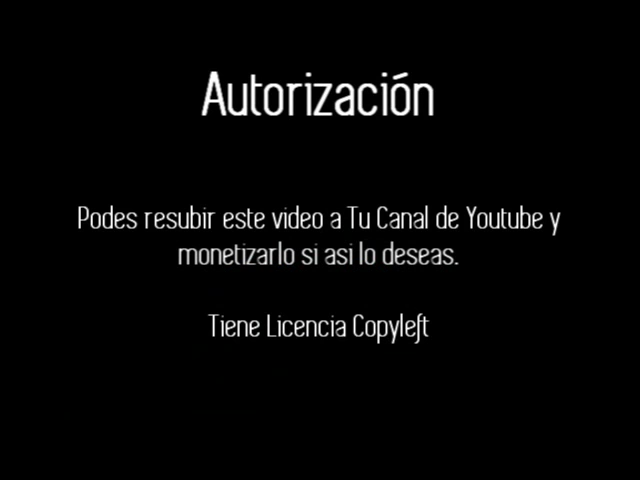 Autorización
Podes resubir este video a Tu Canal de Youtube y
monetizarlo si asi lo deseas.
Tiene Licencia Copyleft